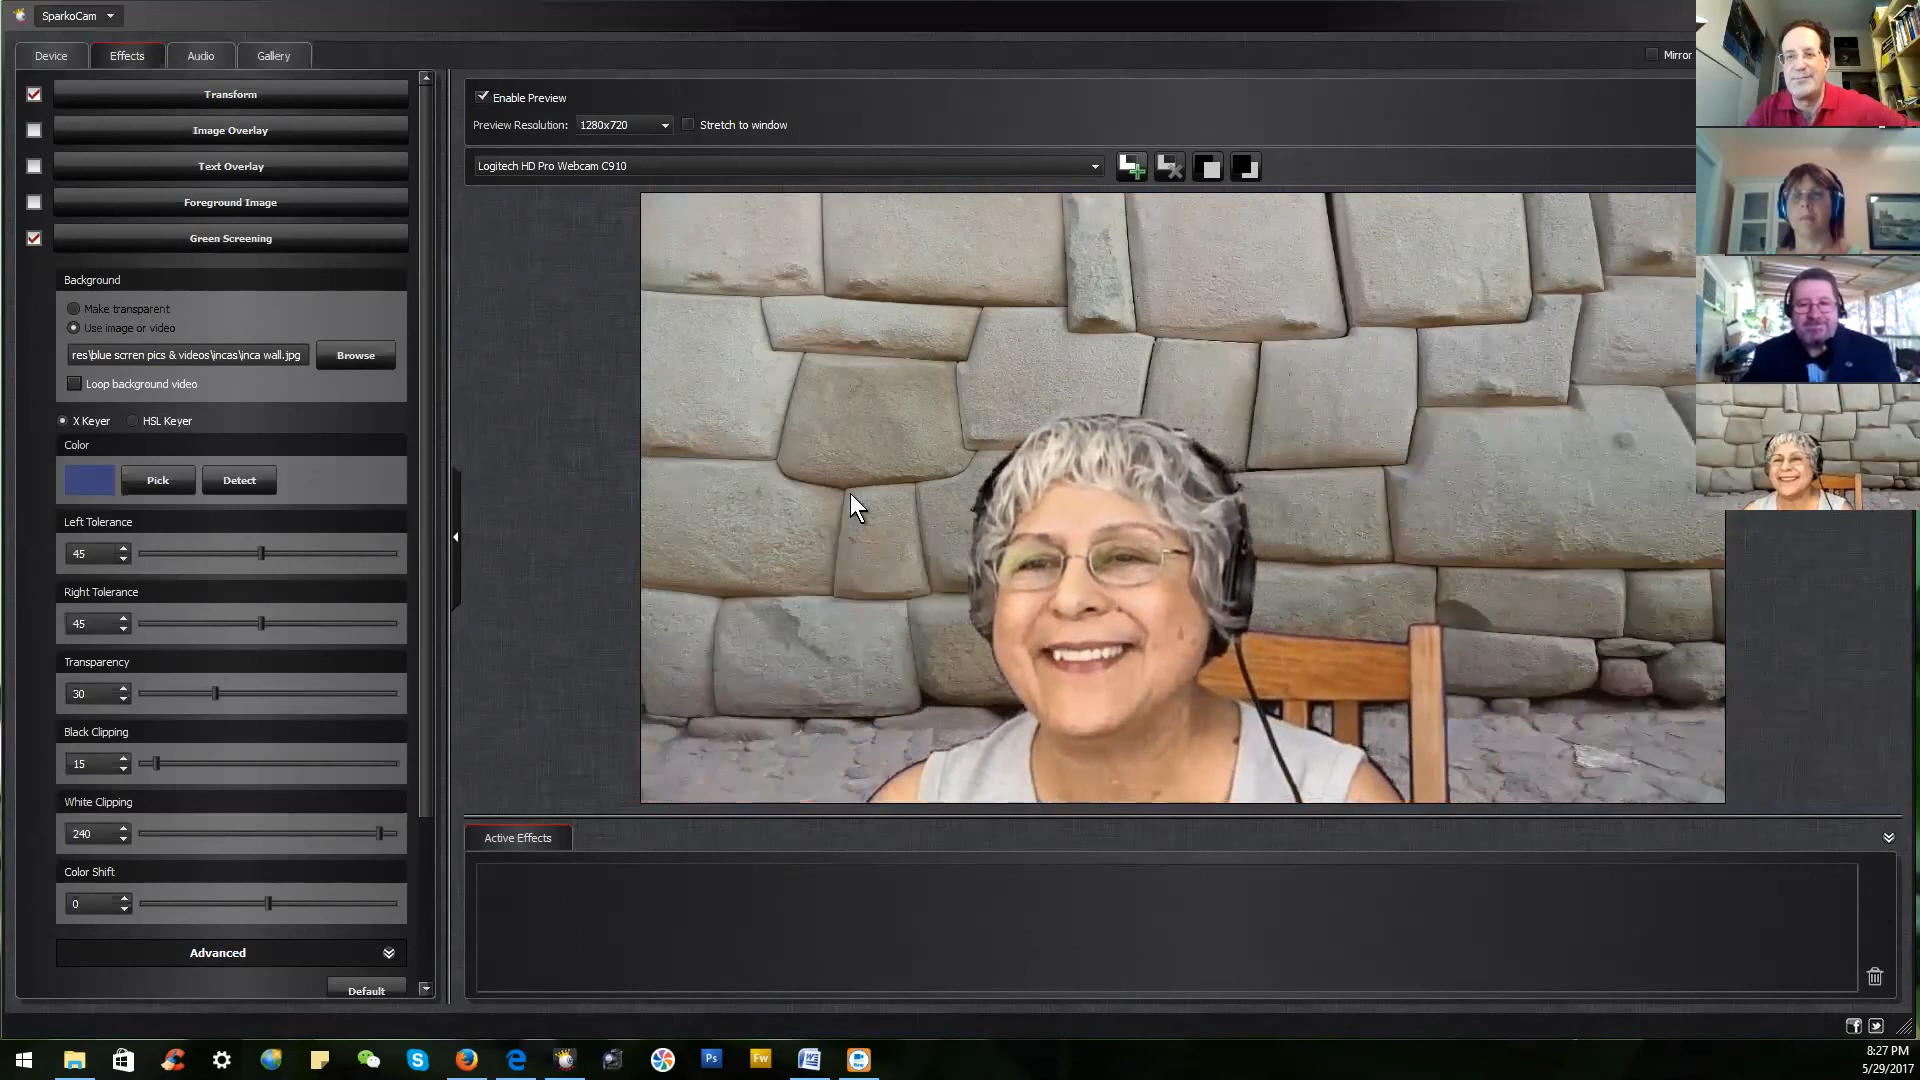 SparkoCam
Device Effects Audio Gallery
Mirror
Transform
Image Overlay
Text Overlay
Foreground Image
Green Screening
Background
Make transparent
Use image or video
res\blue scrren pics & videos\incas\inca wall.jpg Browse
Loop background video
X Keyer HSL Keyer
Color
Pick Detect
Left Tolerance
45
Right Tolerance
45
Transparency
30
Black Clipping
15
White Clipping
240
Color Shift
0
Advanced
Default
Enable Preview
Preview Resolution: 1280x720 Stretch to window
Logitech HD Pro Webcam C910
Active Effects
Ps
Fw
8:27 PM
5/29/2017